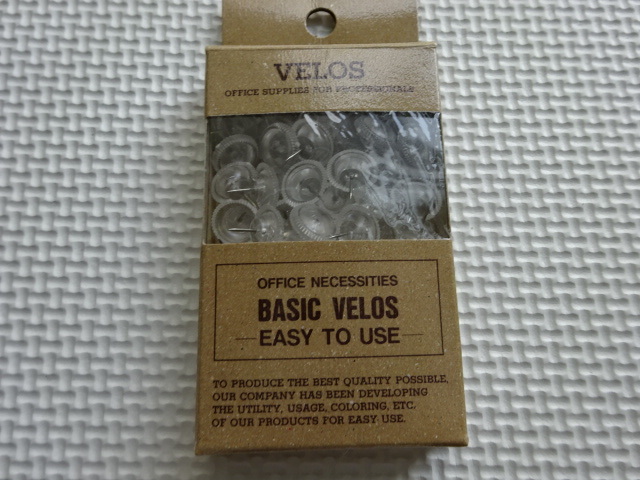 VELOS
OFFICE SUPPLIES FOR PROFESSIONALS
OFFICE NECESSITIES
BASIC VELOS
EASY TO USE
TO PRODUCE THE BEST QUALITY POSSIBLE,
OUR COMPANY HAS BEEN DEVELOPING
THE UTILITY, USAGE, COLORING, ETC.
OF OUR PRODUCTS FOR EASY USE.